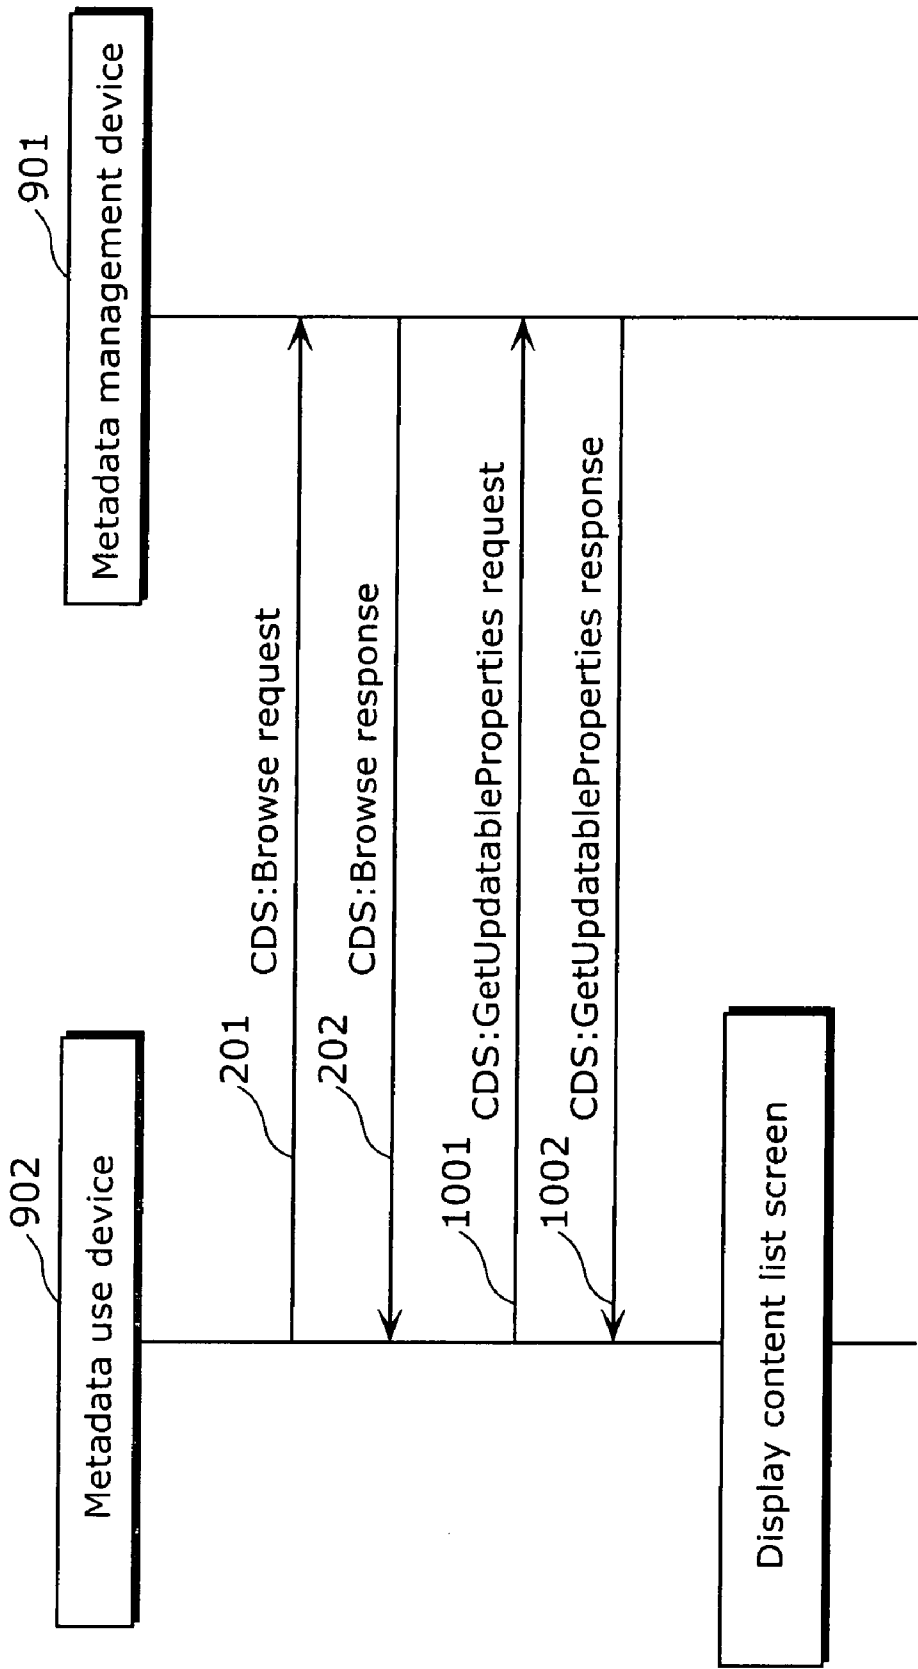 902
Metadata use device
901
Metadata management device
201
CDS:Browse request
202
CDS:Browse response
1001
CDS:GetUpdatableProperties request
1002
CDS:GetUpdatableProperties response
Display content list screen